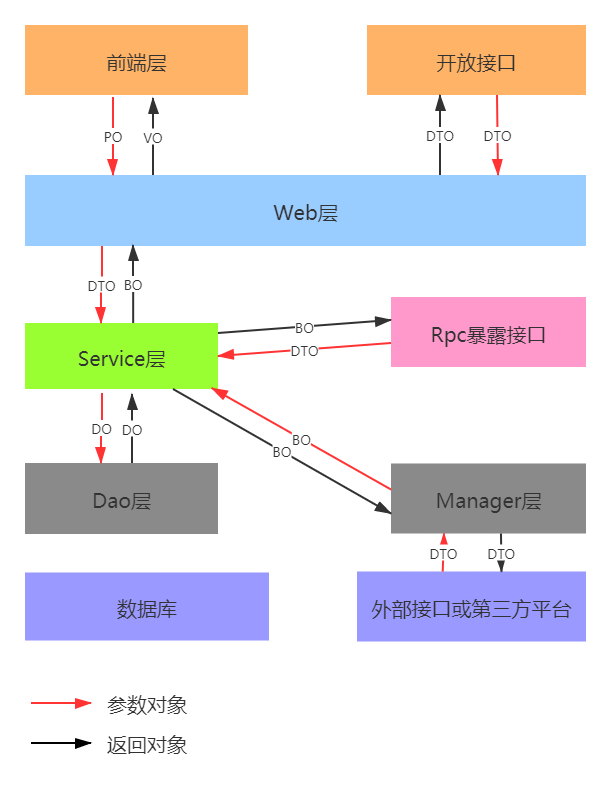 前端层
开放接口
PO
VO
DTO
DTO
Web层
DTO
BO
Rpc暴露接口
BO
DTO
Service层
DO
DO
BO
BO
Dao层
Manager层
DTO
DTO
数据库
外部接口或第三方平台
参数对象
返回对象